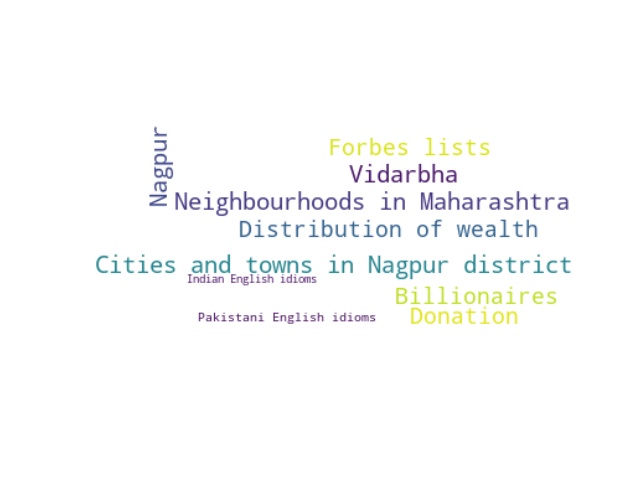 Nagpur
Forbes lists
Vidarbha
Neighbourhoods in Maharashtra
Distribution of wealth
Cities and towns in Nagpur district
Indian English idioms
Billionaires
Pakistani English idioms
Donation